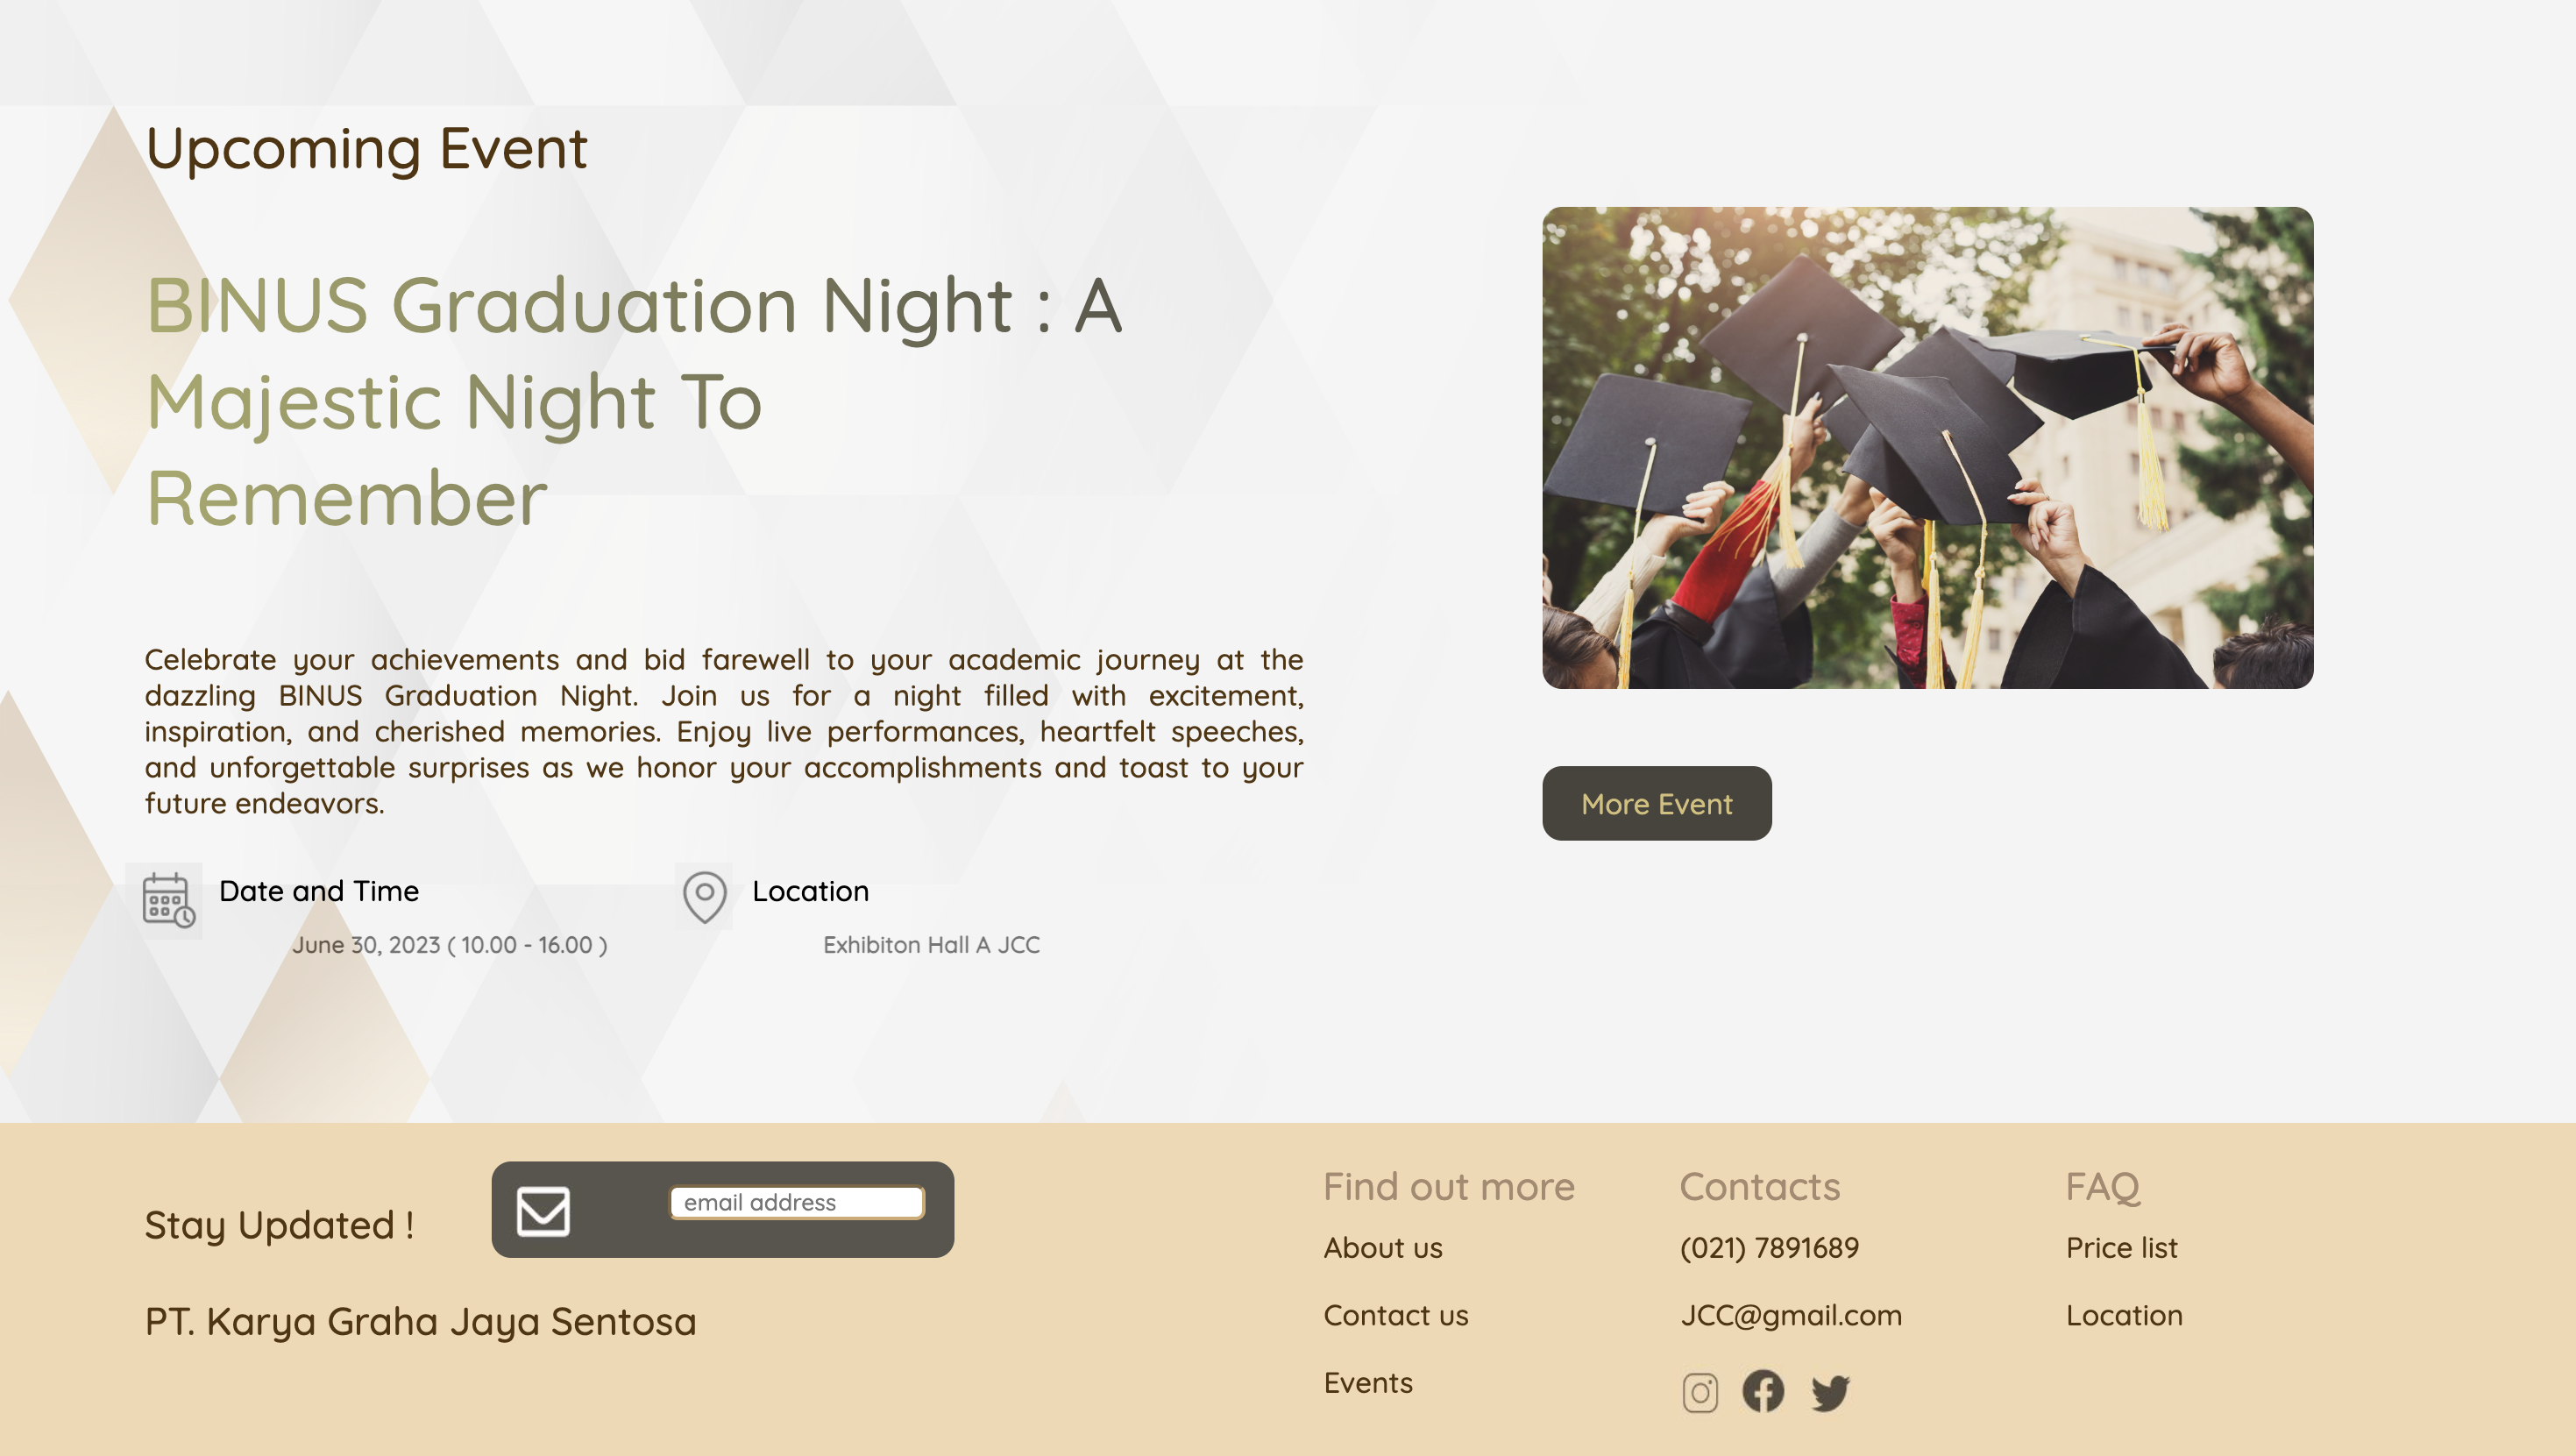 Upcoming Event
BINUS Graduation Night : A
Majestic Night To
Remember
Celebrate your achievements and bid farewell to your academic journey at the
dazzling BINUS Graduation Night. Join us for a night filled with excitement,
inspiration, and cherished memories. Enjoy live performances, heartfelt speeches,
and unforgettable surprises as we honor your accomplishments and toast to your
future endeavors.
Date and Time
June 30, 2023 ( 10.00 - 16.00 )
Location
Exhibiton Hall A JCC
More Event
Stay Updated !
email address
PT. Karya Graha Jaya Sentosa
Find out more
About us
Contact us
Events
Contacts
(021) 7891689
JCC@gmail.com
FAQ
Price list
Location